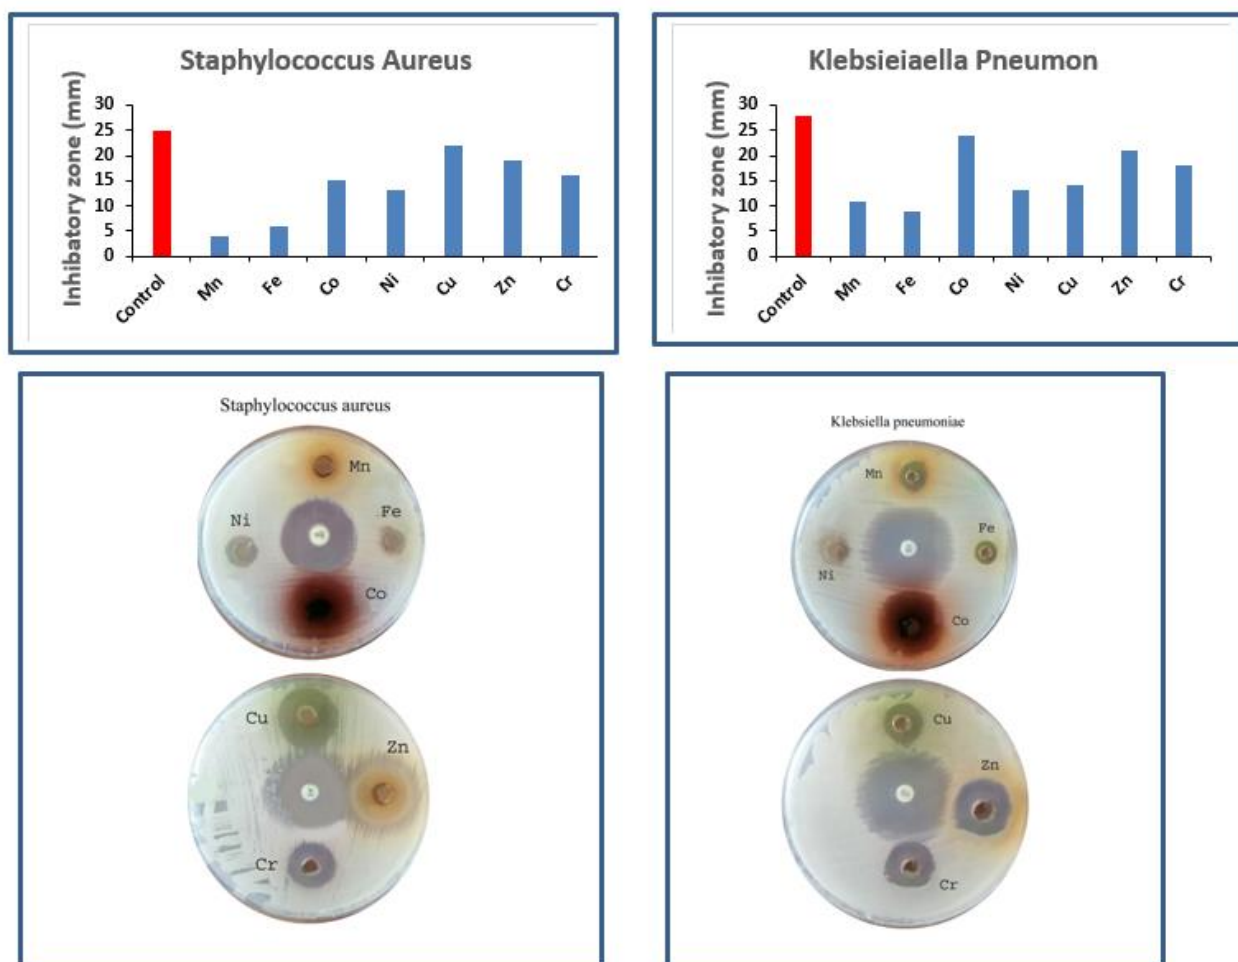 Staphylococcus Aureus
Inhibatory zone (mm)
30
25
20
15
10
5
0
Control
Mn
Fe
Co
Ni
Cu
Zn
Cr
Klebsieiaella Pneumon
Inhibatory zone (mm)
30
25
20
15
10
5
0
Control
Mn
Fe
Co
Ni
Cu
Zn
Cr
Staphylococcus aureus
Mn
Ni
Fe
Co
Cu
Zn
Cr
Klebsiella pneumoniae
Mn
Fe
Ni
Co
Cu
Zn
Cr